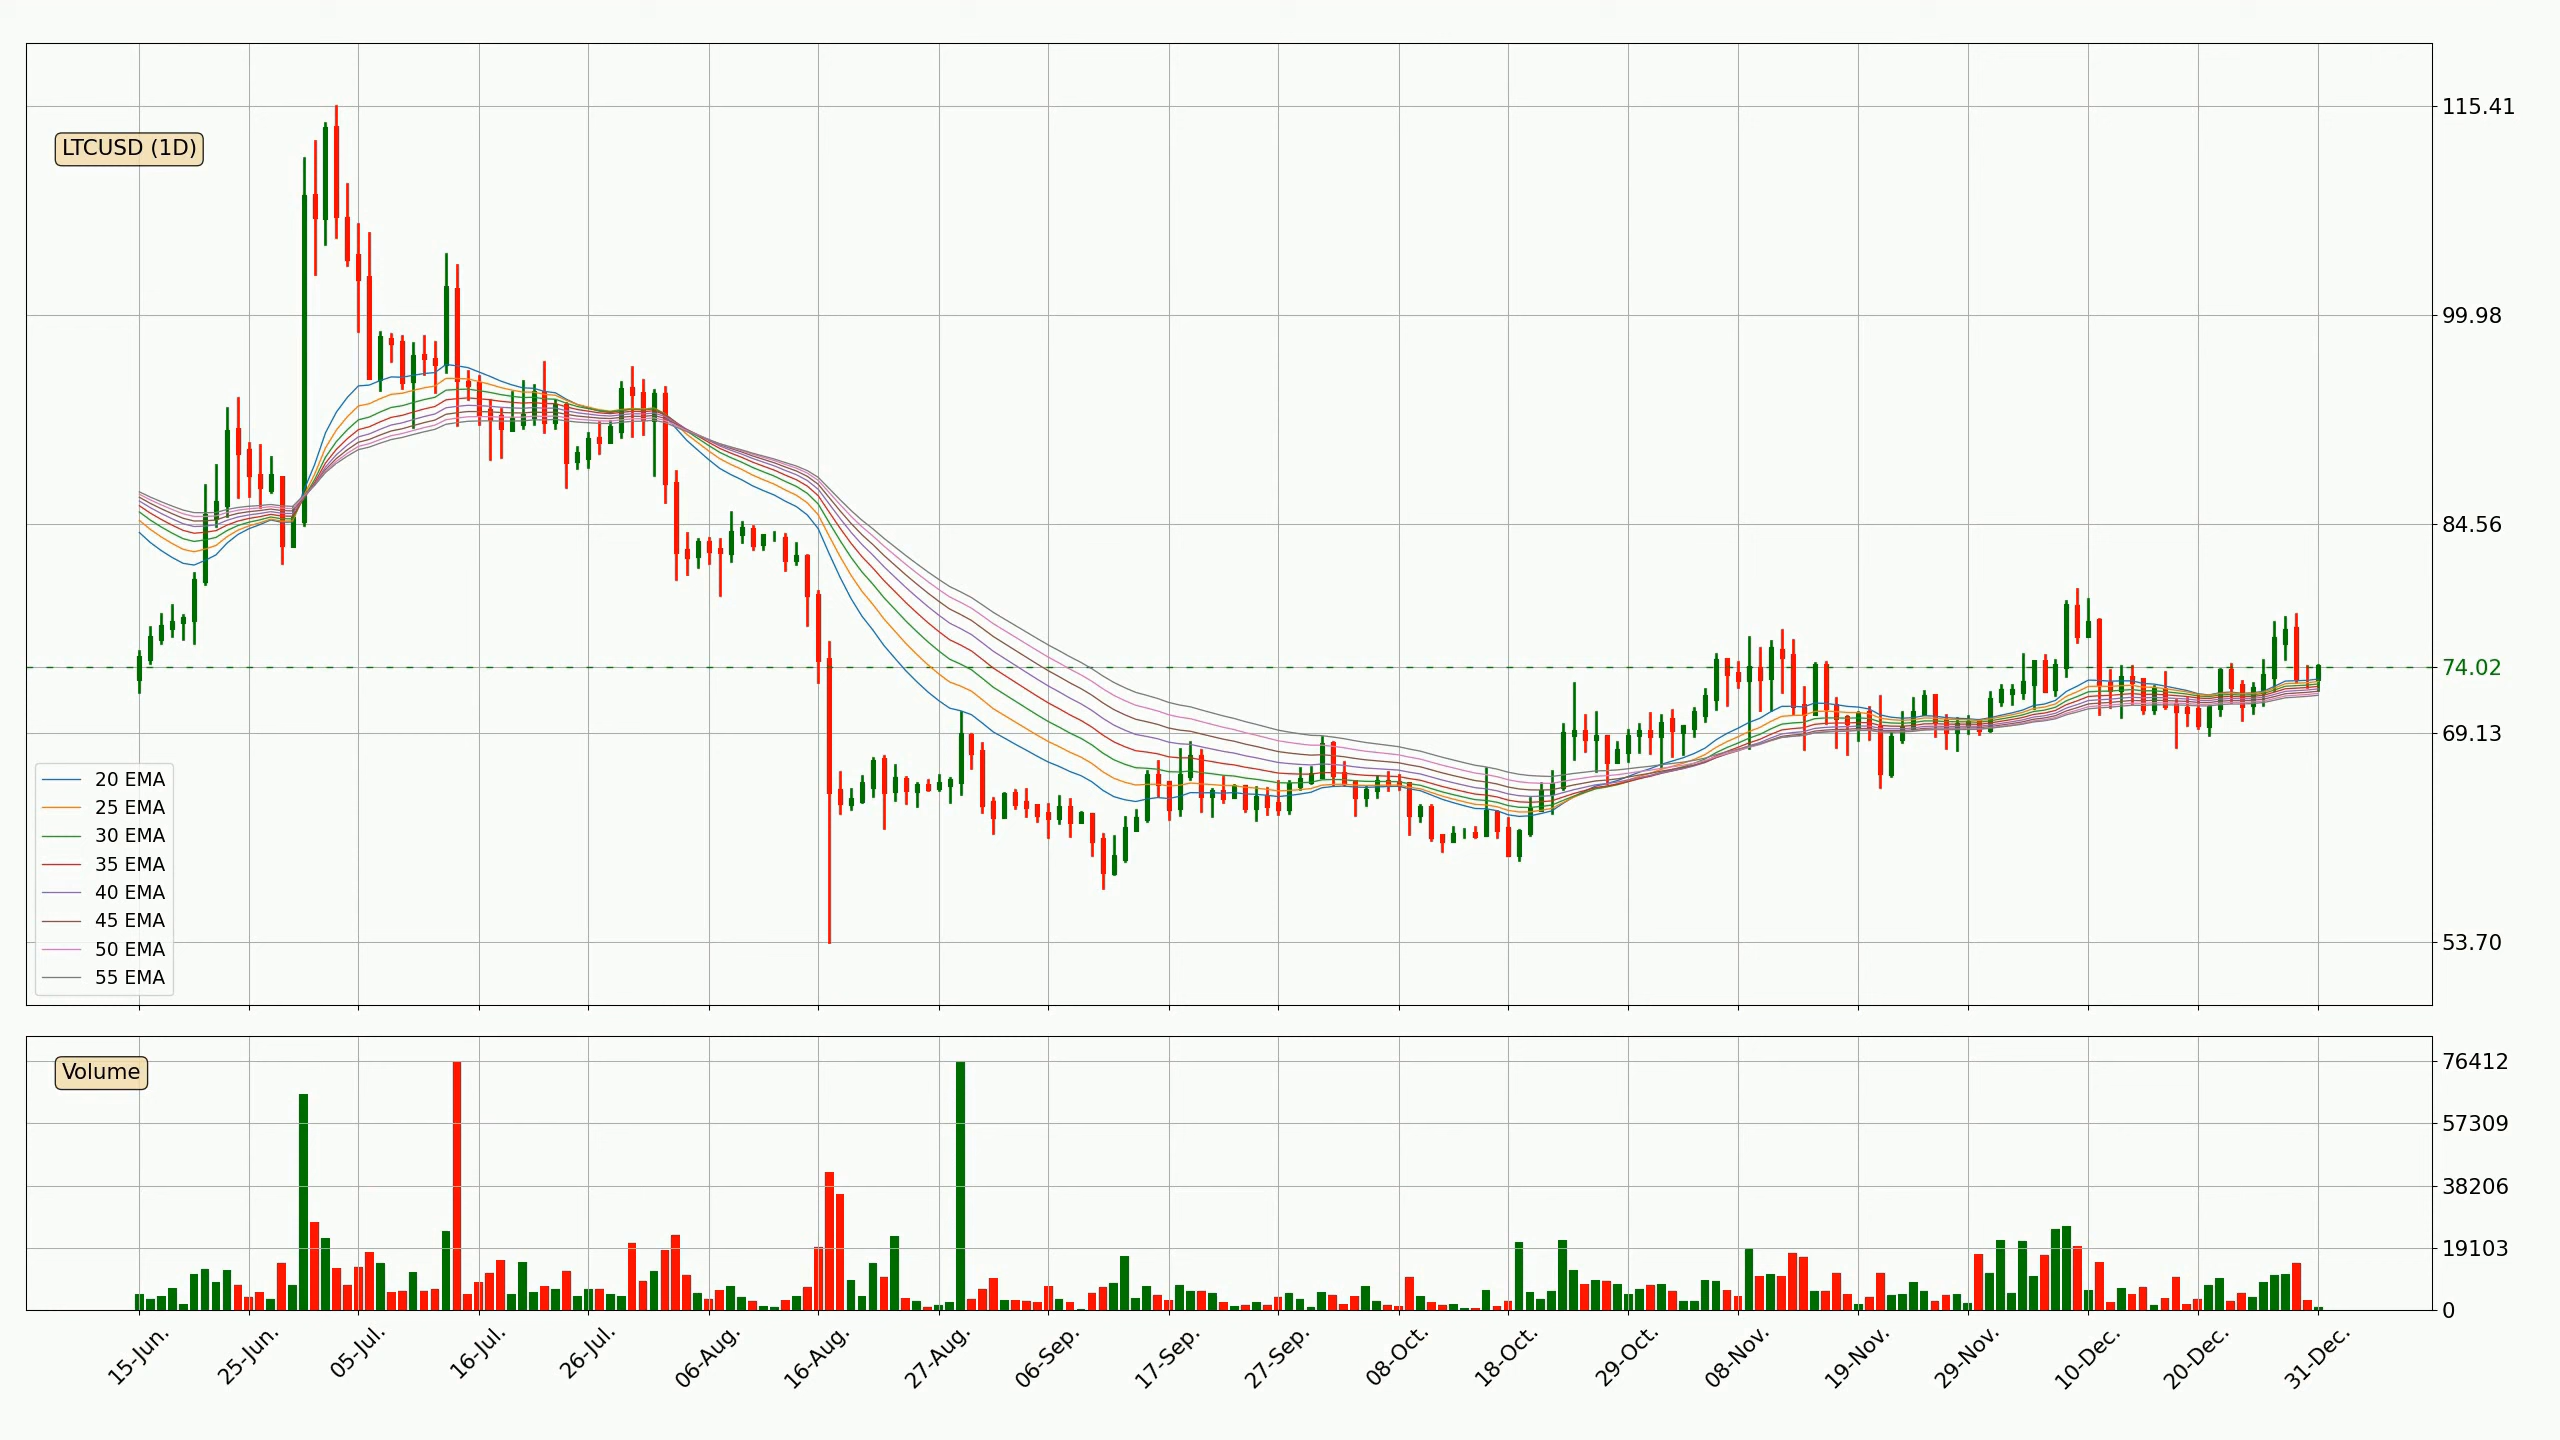 LTCUSD (1D)
115.41
99.98
84.56
74.02
69.13
53.70
20 EMA
25 EMA
30 EMA
35 EMA
40 EMA
45 EMA
50 EMA
55 EMA
Volume
76412
57309
38206
19103
0
15-Jun.
25-Jun.
05-Jul.
16-Jul.
26-Jul.
06-Aug.
16-Aug.
27-Aug.
06-Sep.
17-Sep.
27-Sep.
08-Oct.
18-Oct.
29-Oct.
08-Nov.
19-Nov.
29-Nov.
10-Dec.
20-Dec.
31-Dec.